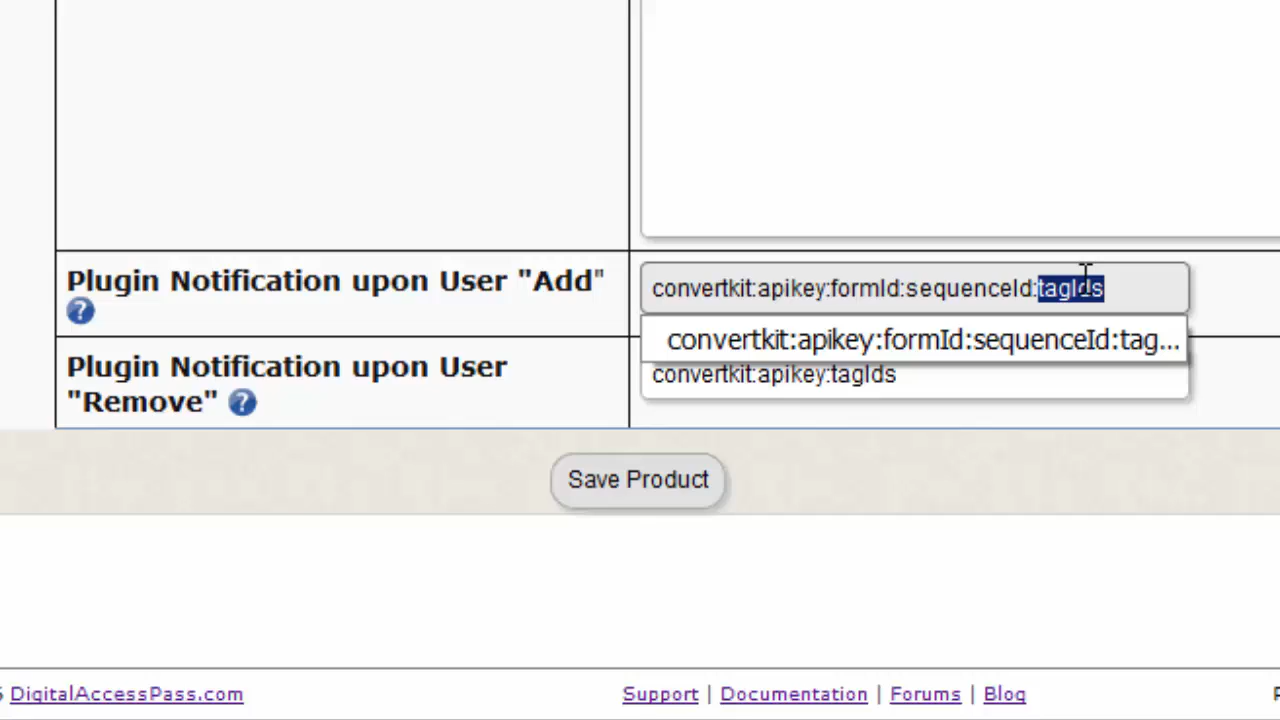 Plugin Notification upon User "Add"
?
convertkit:apikey:formId:sequenceId:tagIds
convertkit:apikey:formId:sequenceId:tag...
Plugin Notification upon User
"Remove" ?
convertkit:apikey:tagIds
Save Product
DigitalAccessPass.com
Support | Documentation | Forums | Blog